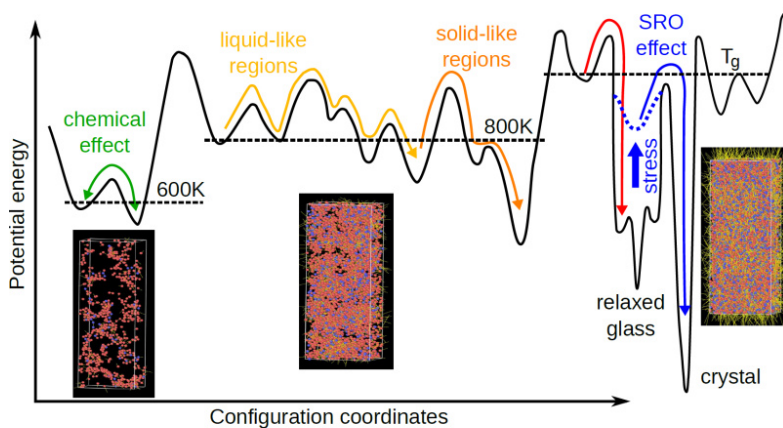 Potential energy
chemical
effect
600K
liquid-like
regions
solid-like
regions
800K
SRO
effect
Tg
stress
relaxed
glass
crystal
Configuration coordinates